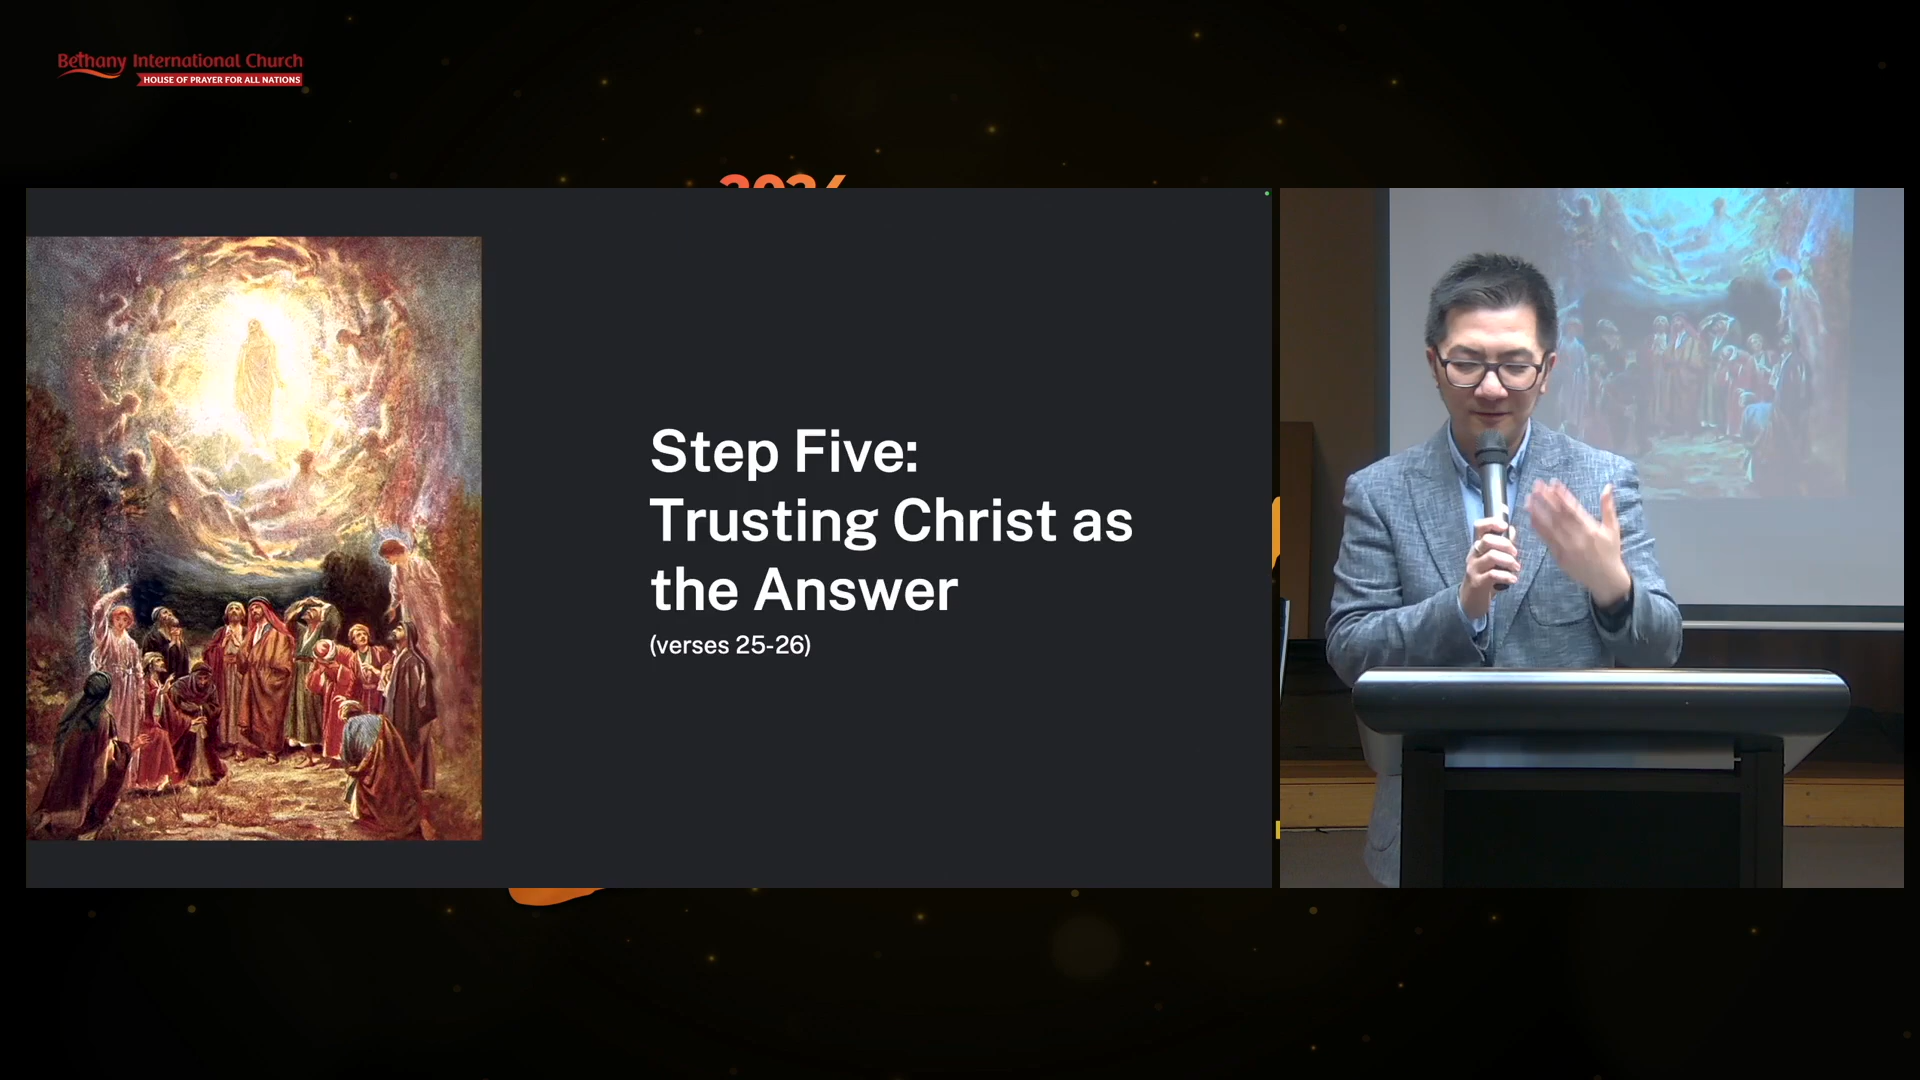 Bethany International Church
HOUSE OF PRAYER FOR ALL NATIONS
Step Five:
Trusting Christ as
the Answer
(verses 25-26)